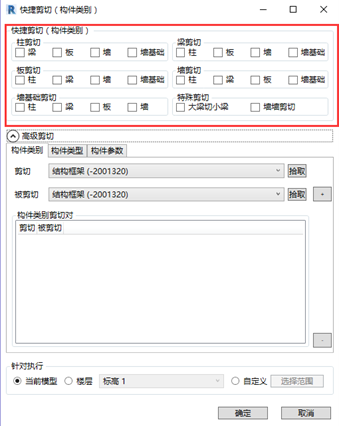 快捷剪切（构件类别）
快捷剪切（构件类别）
柱剪切 梁剪切
梁 板 墙 墙基础 柱 板 墙 墙基础
板剪切 墙剪切
柱 梁 墙 墙基础 柱 梁 板 墙基础
墙基础剪切 特殊剪切
柱 梁 板 墙 大梁切小梁 墙墙剪切
高级剪切
构件类别 构件类型 构件参数
剪切 结构框架 (-2001320) 拾取
被剪切 结构框架 (-2001320) 拾取 +
构件类别剪切对
剪切 被剪切
-
针对执行
当前模型 楼层 标高 1 自定义 选择范围
确定 取消